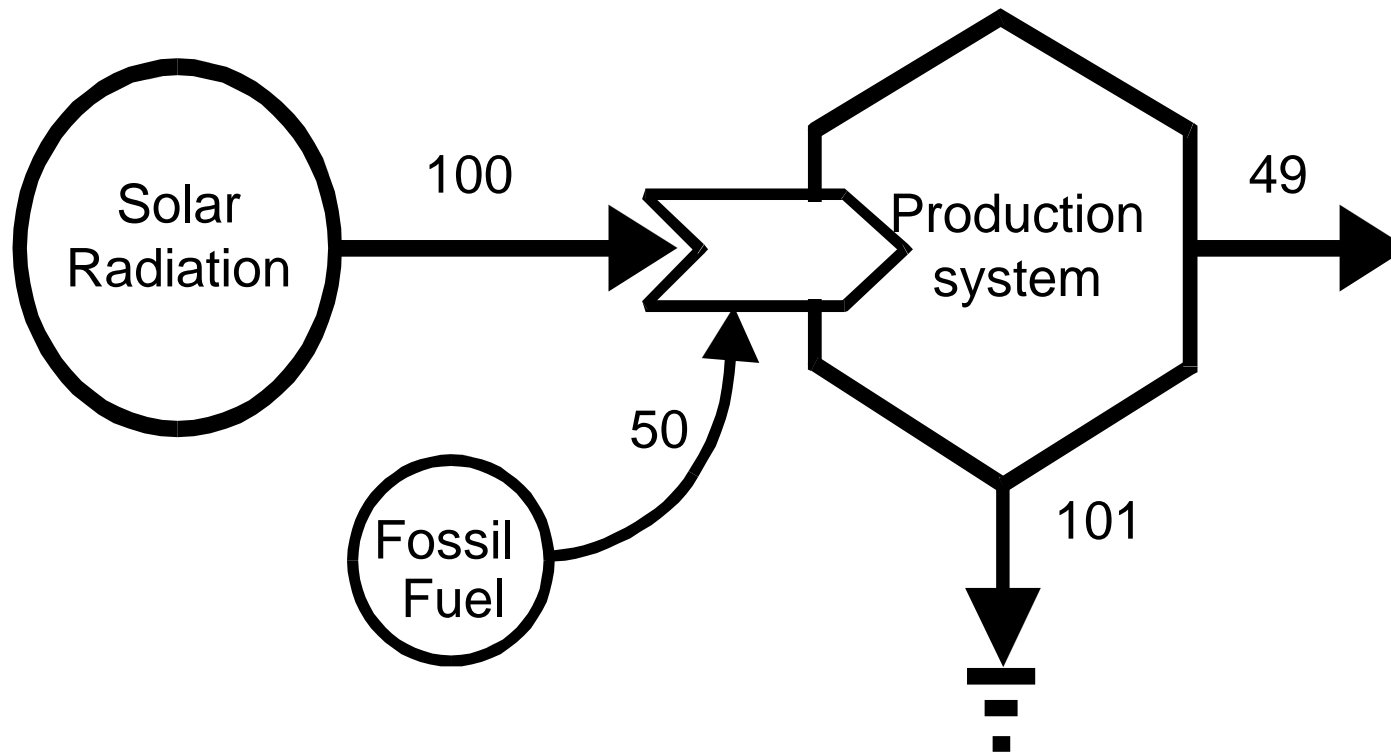 Solar
Radiation
100
Production
system
49
50
Fossil
Fuel
101